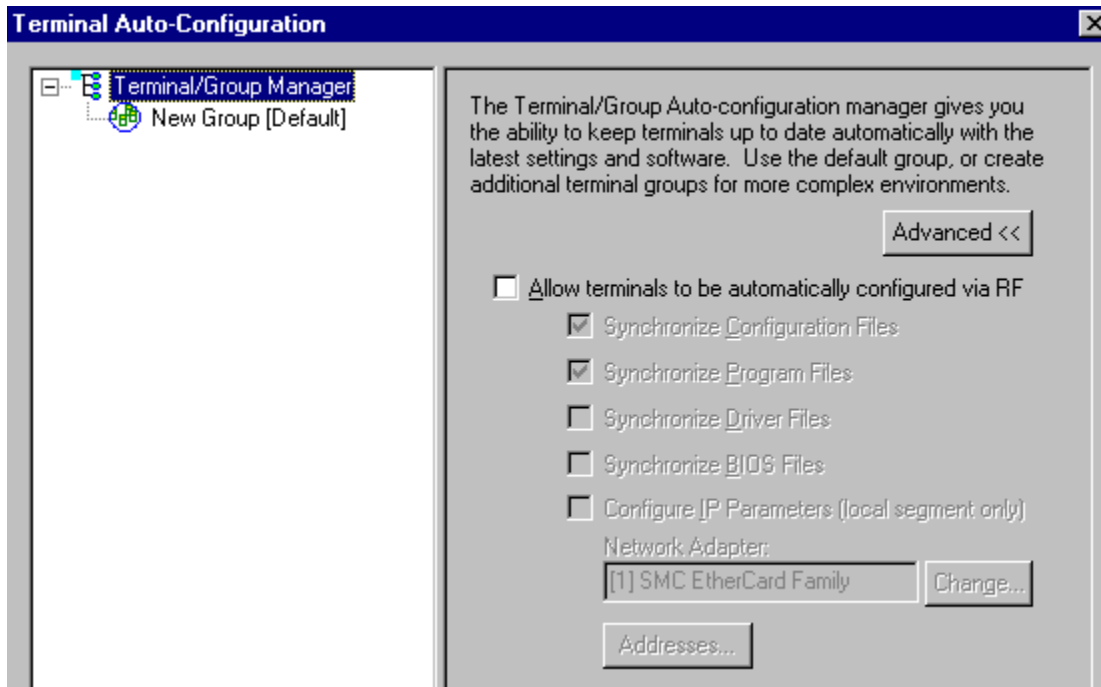 Terminal Auto-Configuration
Terminal/Group Manager
New Group [Default]
The Terminal/Group Auto-configuration manager gives you
the ability to keep terminals up to date automatically with the
latest settings and software.  Use the default group, or create
additional terminal groups for more complex environments.
Advanced <<
Allow terminals to be automatically configured via RF
Synchronize Configuration Files
Synchronize Program Files
Synchronize Driver Files
Synchronize BIOS Files
Configure IP Parameters (local segment only)
Network Adapter:
[1] SMC EtherCard Family
Change...
Addresses...